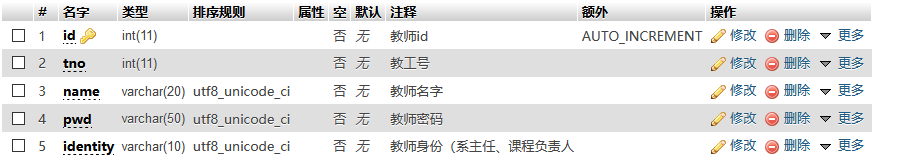 # 名字 类型 排序规则 属性 空 默认 注释 额外 操作
1 id int(11) 否 无 教师id AUTO_INCREMENT 修改 删除 更多
2 tno int(11) 否 无 教工号 修改 删除 更多
3 name varchar(20) utf8_unicode_ci 否 无 教师名字 修改 删除 更多
4 pwd varchar(50) utf8_unicode_ci 否 无 教师密码 修改 删除 更多
5 identity varchar(10) utf8_unicode_ci 否 无 教师身份（系主任、课程负责人 修改 删除 更多